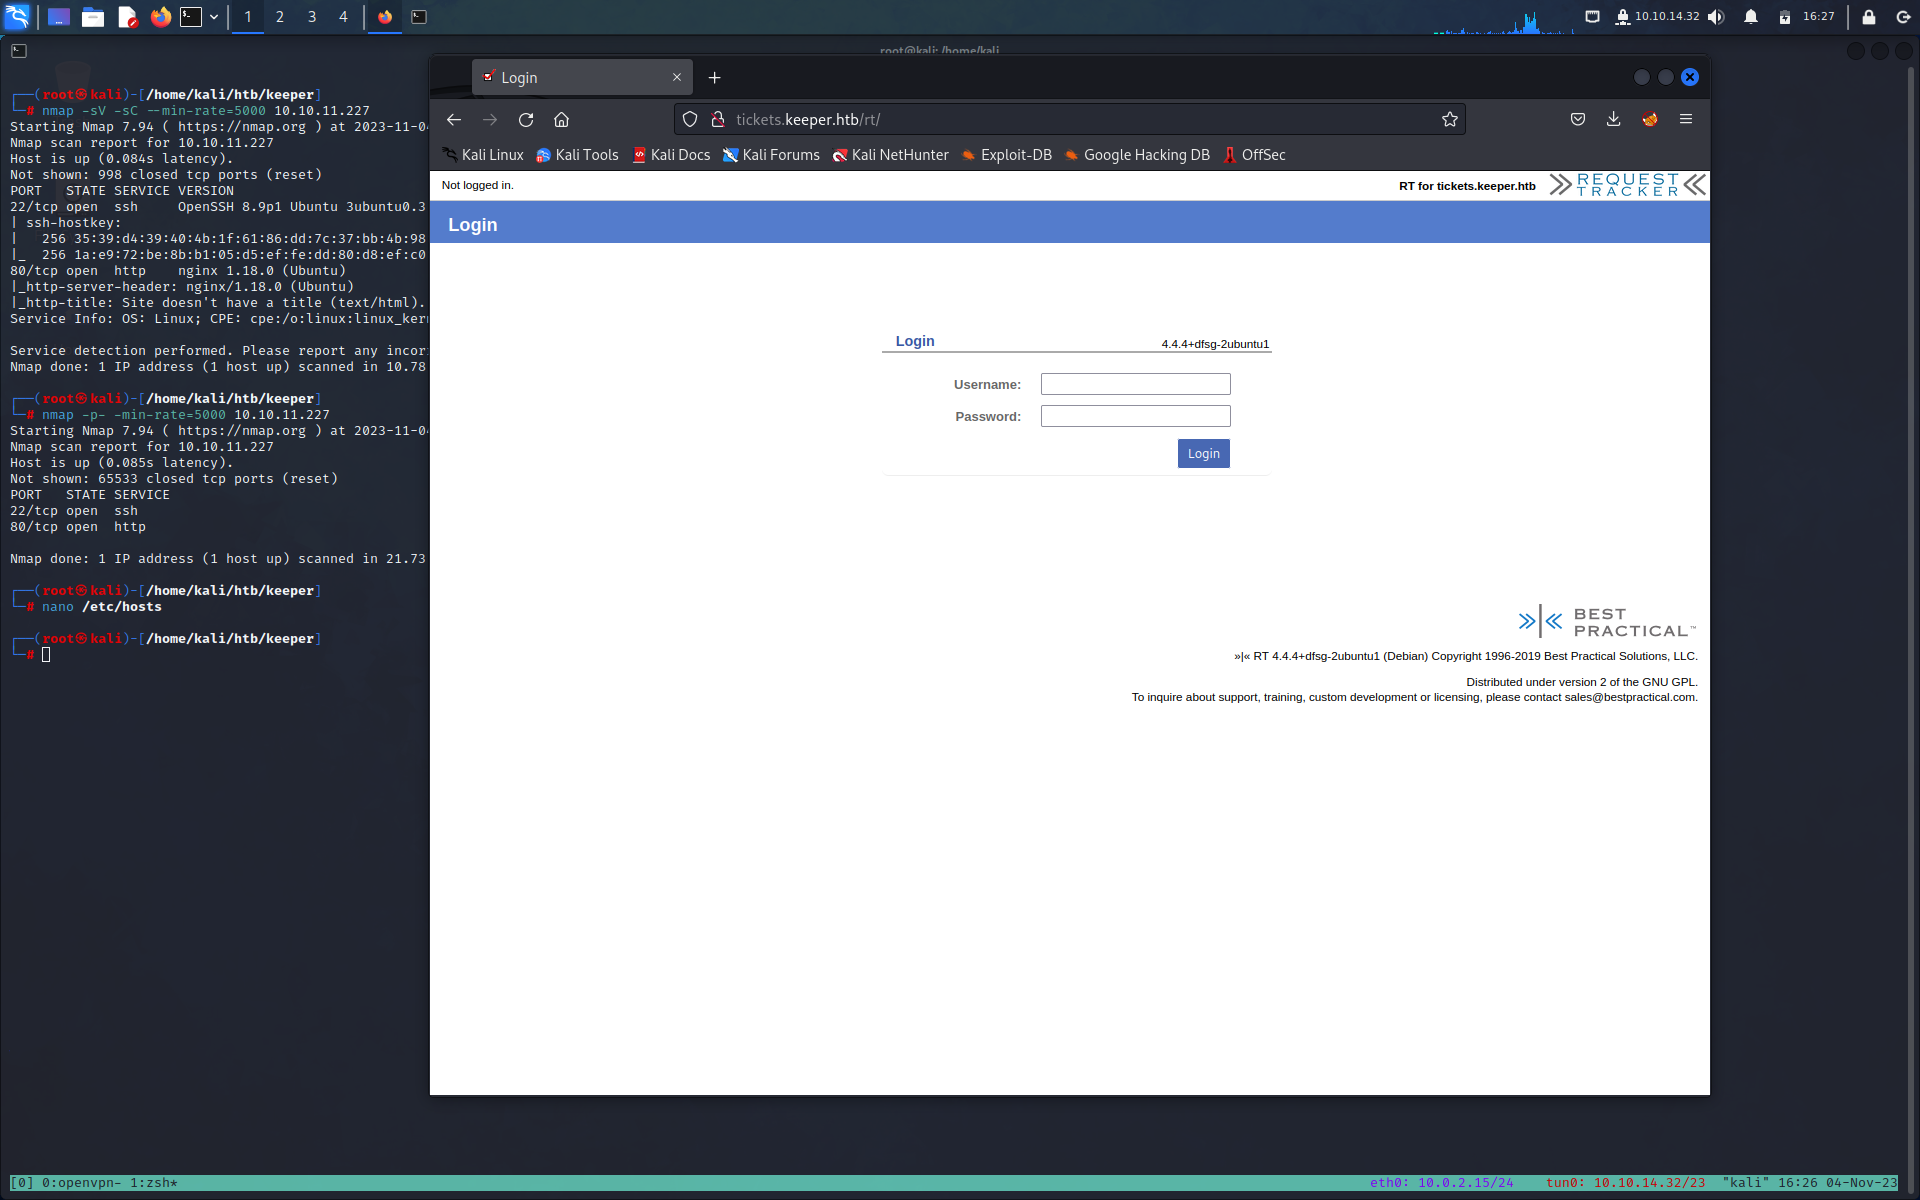 1 2 3 4
10.10.14.32
16:27
root@kali: /home/kali
┌──(root㉿kali)-[/home/kali/htb/keeper]
└─# nmap -sV -sC --min-rate=5000 10.10.11.227
Starting Nmap 7.94 ( https://nmap.org ) at 2023-11-04
Nmap scan report for 10.10.11.227
Host is up (0.084s latency).
Not shown: 998 closed tcp ports (reset)
PORT   STATE SERVICE VERSION
22/tcp open  ssh     OpenSSH 8.9p1 Ubuntu 3ubuntu0.3
| ssh-hostkey:
|   256 35:39:d4:39:40:4b:1f:61:86:dd:7c:37:bb:4b:98
|_  256 1a:e9:72:be:8b:b1:05:d5:ef:fe:dd:80:d8:ef:c0
80/tcp open  http    nginx 1.18.0 (Ubuntu)
|_http-server-header: nginx/1.18.0 (Ubuntu)
|_http-title: Site doesn't have a title (text/html).
Service Info: OS: Linux; CPE: cpe:/o:linux:linux_ker
Service detection performed. Please report any incor
Nmap done: 1 IP address (1 host up) scanned in 10.78
┌──(root㉿kali)-[/home/kali/htb/keeper]
└─# nmap -p- -min-rate=5000 10.10.11.227
Starting Nmap 7.94 ( https://nmap.org ) at 2023-11-04
Nmap scan report for 10.10.11.227
Host is up (0.085s latency).
Not shown: 65533 closed tcp ports (reset)
PORT   STATE SERVICE
22/tcp open  ssh
80/tcp open  http
Nmap done: 1 IP address (1 host up) scanned in 21.73
┌──(root㉿kali)-[/home/kali/htb/keeper]
└─# nano /etc/hosts
┌──(root㉿kali)-[/home/kali/htb/keeper]
└─#
Login
tickets.keeper.htb/rt/
Kali Linux Kali Tools Kali Docs Kali Forums Kali NetHunter Exploit-DB Google Hacking DB OffSec
Not logged in.
RT for tickets.keeper.htb
REQUEST
TRACKER
Login
Login 4.4.4+dfsg-2ubuntu1
Username:
Password:
Login
BEST
PRACTICAL™
»|« RT 4.4.4+dfsg-2ubuntu1 (Debian) Copyright 1996-2019 Best Practical Solutions, LLC.
Distributed under version 2 of the GNU GPL.
To inquire about support, training, custom development or licensing, please contact sales@bestpractical.com.
[0] 0:openvpn- 1:zsh* eth0: 10.0.2.15/24 tun0: 10.10.14.32/23 "kali" 16:26 04-Nov-23